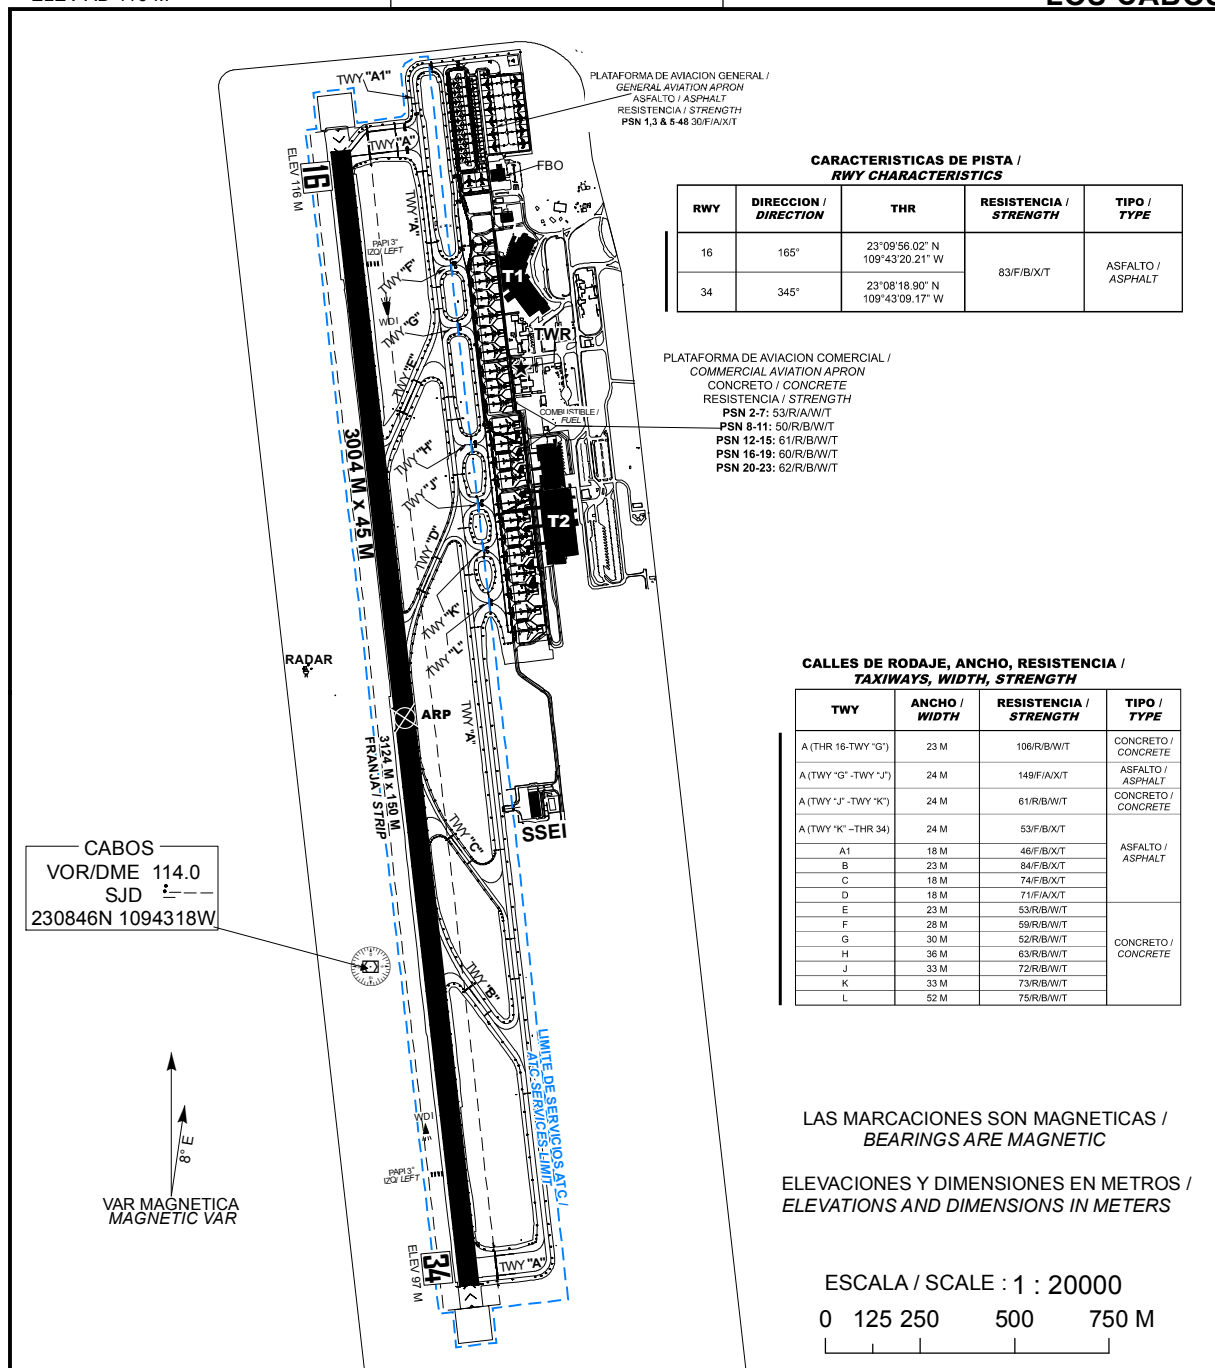 TWY "A1"
PLATAFORMA DE AVIACION GENERAL /
GENERAL AVIATION APRON
ASFALTO / ASPHALT
RESISTENCIA / STRENGTH
PSN 1,3 & 5-48 30/F/A/X/T
TWY "A"
ELEV 116 M
16
FBO
TWY "A"
PAPI 3°
IZQ/ LEFT
TWY "F"
WDI
TWY "G"
TWY "E"
T1
TWR
COMBUSTIBLE /
FUEL
CARACTERISTICAS DE PISTA /
RWY CHARACTERISTICS
RWY
DIRECCION /
DIRECTION
THR
RESISTENCIA /
STRENGTH
TIPO /
TYPE
16
165°
23°09'56.02" N
109°43'20.21" W
83/F/B/X/T
ASFALTO /
ASPHALT
34
345°
23°08'18.90" N
109°43'09.17" W
PLATAFORMA DE AVIACION COMERCIAL /
COMMERCIAL AVIATION APRON
CONCRETO / CONCRETE
RESISTENCIA / STRENGTH
PSN 2-7: 53/R/A/W/T
PSN 8-11: 50/R/B/W/T
PSN 12-15: 61/R/B/W/T
PSN 16-19: 60/R/B/W/T
PSN 20-23: 62/R/B/W/T
3004 M x 45 M
TWY "H"
TWY "J"
T2
TWY "D"
TWY "K"
TWY "L"
RADAR
ARP
TWY "A"
3124 M x 150 M
FRANJA / STRIP
TWY "C"
SSEI
CALLES DE RODAJE, ANCHO, RESISTENCIA /
TAXIWAYS, WIDTH, STRENGTH
TWY
ANCHO /
WIDTH
RESISTENCIA /
STRENGTH
TIPO /
TYPE
A (THR 16-TWY "G") 23 M 106/R/B/W/T CONCRETO /
CONCRETE
A (TWY "G" -TWY "J") 24 M 149/F/A/X/T ASFALTO /
ASPHALT
A (TWY "J" -TWY "K") 24 M 61/R/B/W/T CONCRETO /
CONCRETE
A (TWY "K" –THR 34) 24 M 53/F/B/X/T
A1 18 M 46/F/B/X/T
ASFALTO /
ASPHALT
B 23 M 84/F/B/X/T
C 18 M 74/F/B/X/T
D 18 M 71/F/A/X/T
E 23 M 53/R/B/W/T
F 28 M 59/R/B/W/T
G 30 M 52/R/B/W/T
CONCRETO /
CONCRETE
H 36 M 63/R/B/W/T
J 33 M 72/R/B/W/T
K 33 M 73/R/B/W/T
L 52 M 75/R/B/W/T
CABOS
VOR/DME 114.0
SJD
230846N 1094318W
TWY "B"
LIMITE DE SERVICIOS ATC /
ATC SERVICES LIMIT
WDI
PAPI 3°
IZQ/ LEFT
8° E
VAR MAGNETICA
MAGNETIC VAR
ELEV 97 M
34
TWY "A"
LAS MARCACIONES SON MAGNETICAS /
BEARINGS ARE MAGNETIC
ELEVACIONES Y DIMENSIONES EN METROS /
ELEVATIONS AND DIMENSIONS IN METERS
ESCALA / SCALE : 1 : 20000
0 125 250 500 750 M